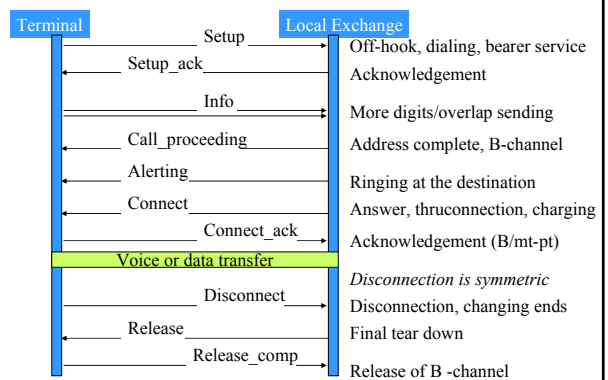 Terminal Local Exchange
Setup
Off-hook, dialing, bearer service
Setup_ack
Acknowledgement
Info
More digits/overlap sending
Call_proceeding
Address complete, B-channel
Alerting
Ringing at the destination
Connect
Answer, thruconnection, charging
Connect_ack
Acknowledgement (B/mt-pt)
Voice or data transfer
Disconnection is symmetric
Disconnect
Disconnection, changing ends
Release
Final tear down
Release_comp
Release of B -channel